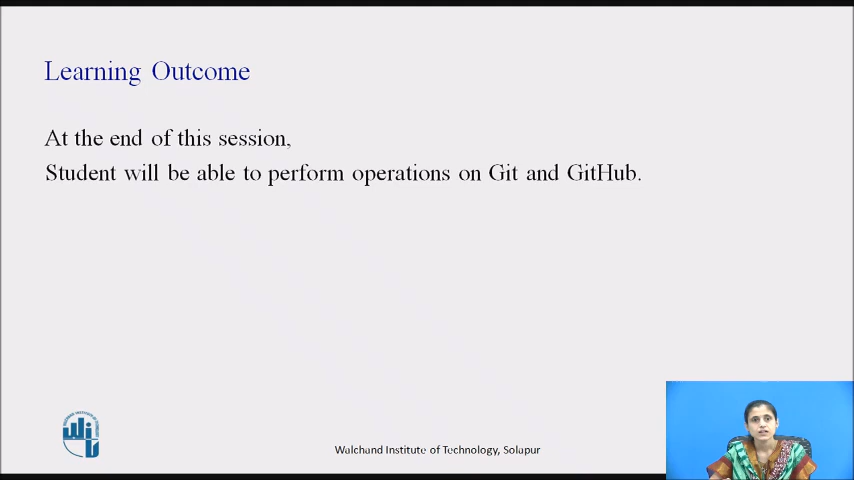 Learning Outcome
At the end of this session,
Student will be able to perform operations on Git and GitHub.
Walchand Institute of Technology, Solapur